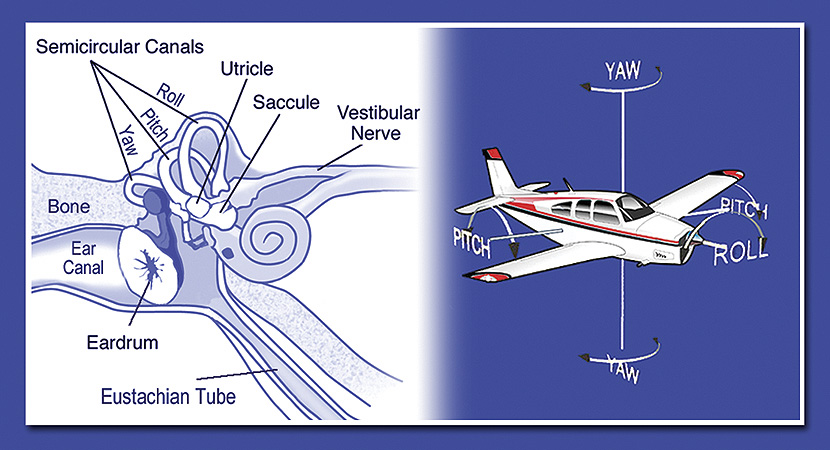 Semicircular Canals
Utricle
Saccule
Vestibular
Nerve
Roll
Pitch
Yaw
Bone
Ear
Canal
Eardrum
Eustachian Tube
YAW
PITCH
PITCH
ROLL
YAW